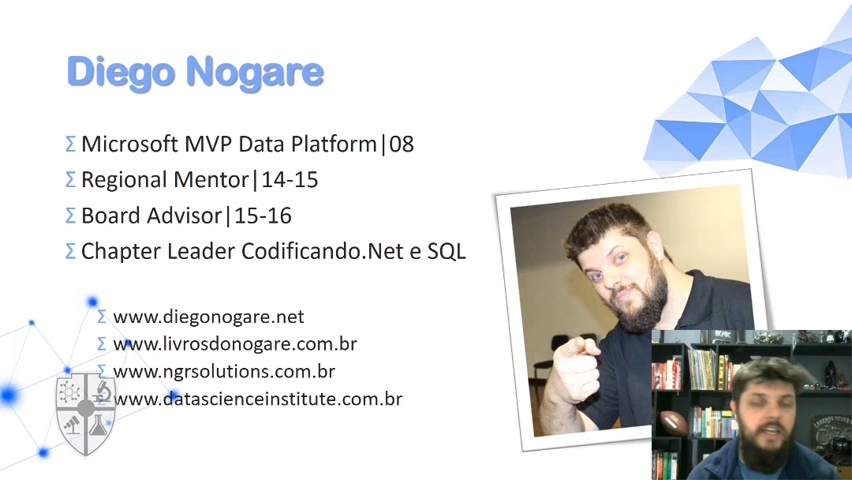 Diego Nogare
Σ Microsoft MVP Data Platform|08
Σ Regional Mentor|14-15
Σ Board Advisor|15-16
Σ Chapter Leader Codificando.Net e SQL
Σ www.diegonogare.net
Σ www.livrosdonogare.com.br
Σ www.ngrsolutions.com.br
Σ www.datascienceinstitute.com.br